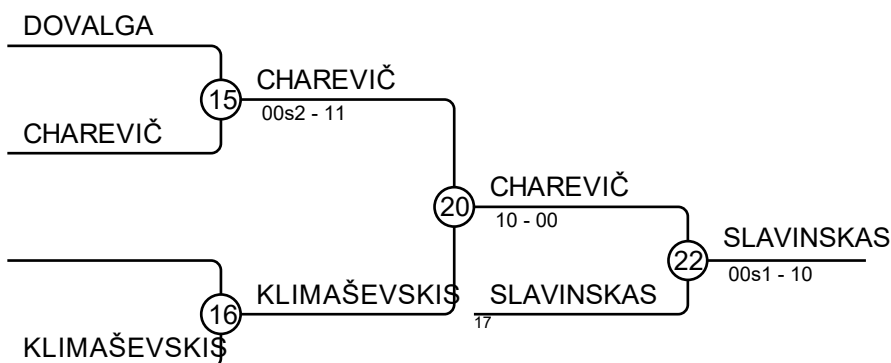 DOVALGA
15
CHAREVIČ
00s2 - 11
CHAREVIČ
20
CHAREVIČ
10 - 00
22
SLAVINSKAS
00s1 - 10
16
KLIMAŠEVSKIS
SLAVINSKAS
17
KLIMAŠEVSKIS